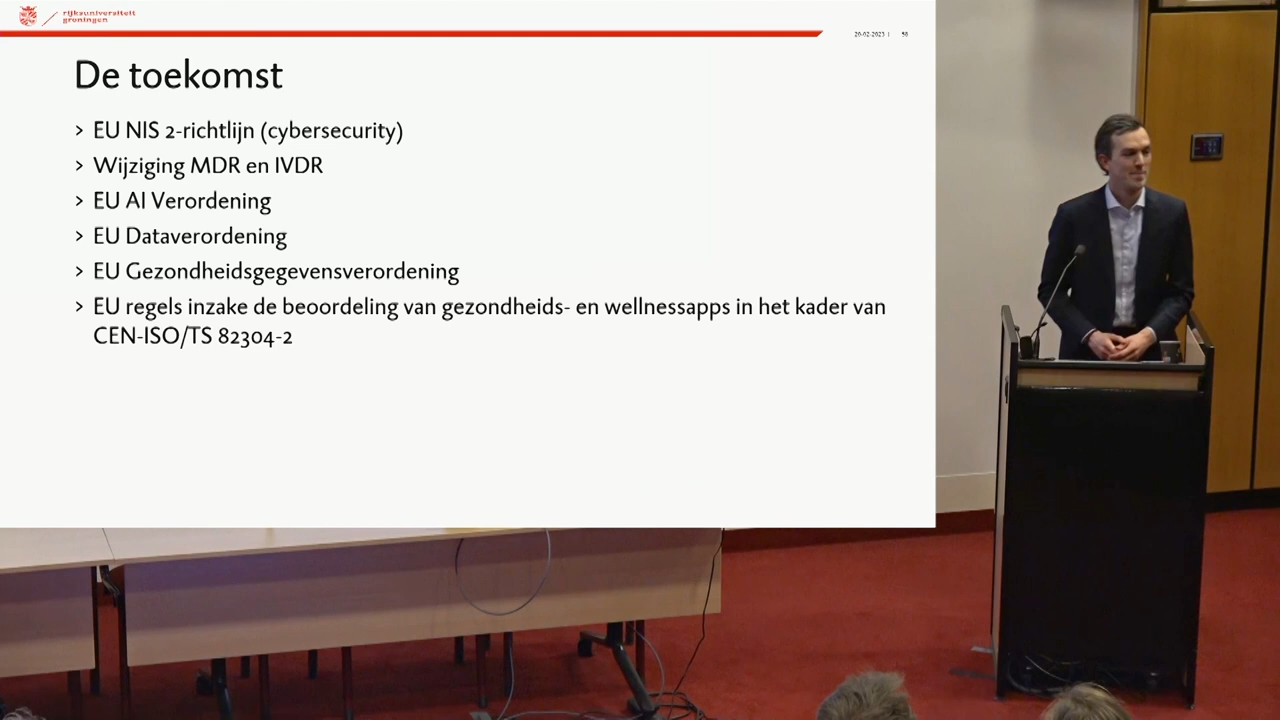 rijksuniversiteit
groningen
De toekomst
> EU NIS 2-richtlijn (cybersecurity)
> Wijziging MDR en IVDR
> EU AI Verordening
> EU Dataverordening
> EU Gezondheidsgegevensverordening
> EU regels inzake de beoordeling van gezondheids- en wellnessapps in het kader van
CEN-ISO/TS 82304-2